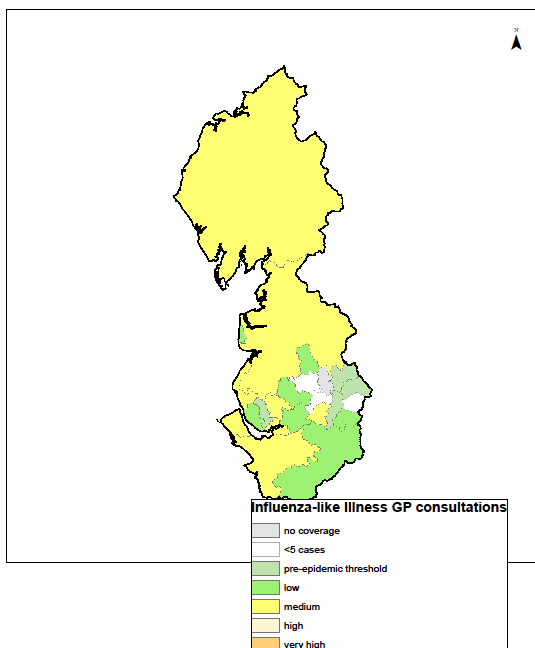 N
Influenza-like Illness GP consultations
no coverage
<5 cases
pre-epidemic threshold
low
medium
high
very high